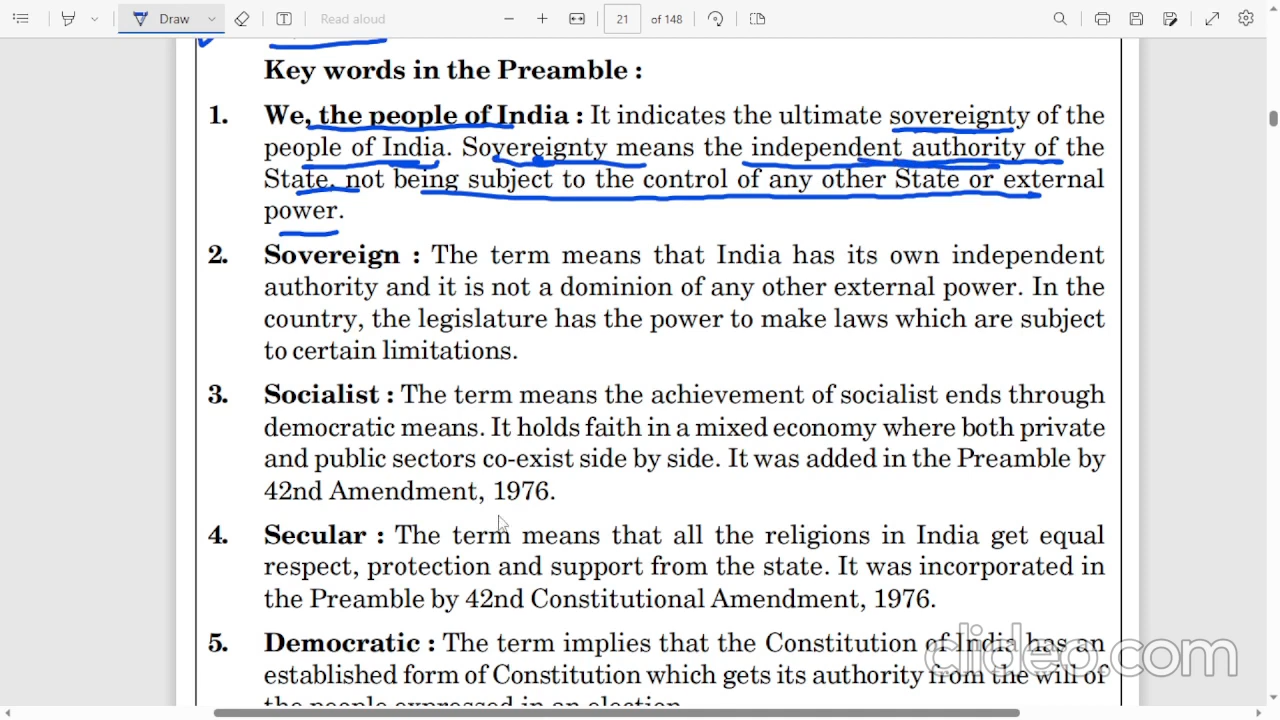 Draw
Read aloud
21 of 148
Key words in the Preamble :
1. We, the people of India : It indicates the ultimate sovereignty of the
people of India. Sovereignty means the independent authority of the
State, not being subject to the control of any other State or external
power.
2. Sovereign : The term means that India has its own independent
authority and it is not a dominion of any other external power. In the
country, the legislature has the power to make laws which are subject
to certain limitations.
3. Socialist : The term means the achievement of socialist ends through
democratic means. It holds faith in a mixed economy where both private
and public sectors co-exist side by side. It was added in the Preamble by
42nd Amendment, 1976.
4. Secular : The term means that all the religions in India get equal
respect, protection and support from the state. It was incorporated in
the Preamble by 42nd Constitutional Amendment, 1976.
5. Democratic : The term implies that the Constitution of India has an
established form of Constitution which gets its authority from the will of
the people expressed in an election.
clideo.com